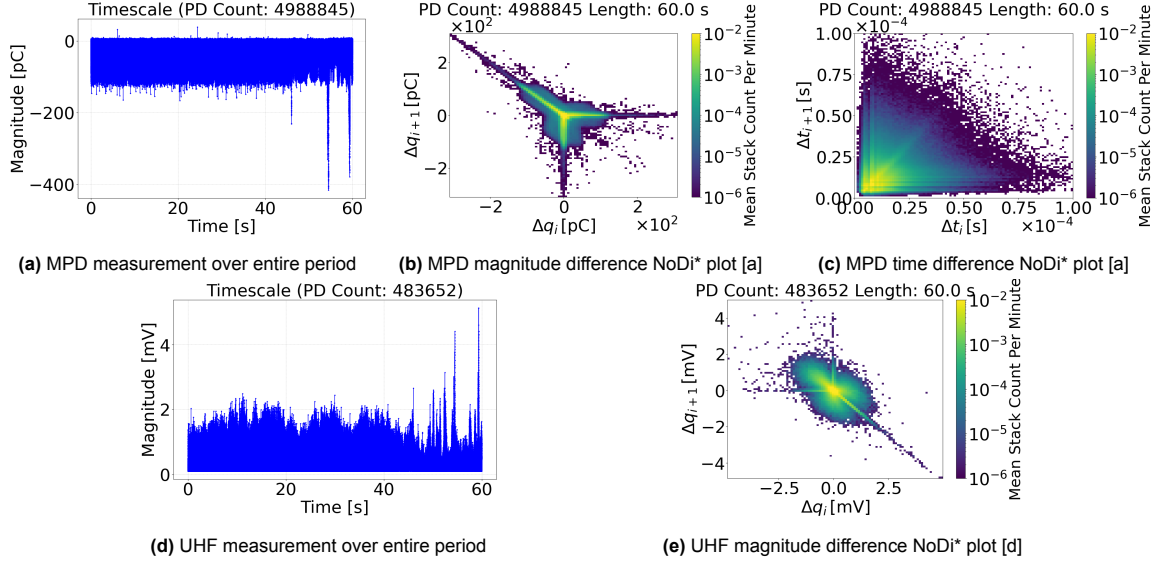 Timescale (PD Count: 4988845)
Magnitude [pC]
0
−200
−400
0
20
40
60
Time [s]
(a) MPD measurement over entire period
PD Count: 4988845 Length: 60.0 s
×10²
Δqᵢ₊₁ [pC]
2
0
−2
−2
0
2
Δqᵢ [pC]
×10²
10⁻²
10⁻³
10⁻⁴
10⁻⁵
10⁻⁶
Mean Stack Count Per Minute
(b) MPD magnitude difference NoDi* plot [a]
PD Count: 4988845 Length: 60.0 s
×10⁻⁴
Δtᵢ₊₁ [s]
1.00
0.75
0.50
0.25
0.00
0.00
0.25
0.50
0.75
1.00
Δtᵢ [s]
×10⁻⁴
10⁻²
10⁻³
10⁻⁴
10⁻⁵
10⁻⁶
Mean Stack Count Per Minute
(c) MPD time difference NoDi* plot [a]
Timescale (PD Count: 483652)
Magnitude [mV]
4
2
0
0
20
40
60
Time [s]
(d) UHF measurement over entire period
PD Count: 483652 Length: 60.0 s
Δqᵢ₊₁ [mV]
4
2
0
−2
−4
−2.5
0.0
2.5
Δqᵢ [mV]
10⁻²
10⁻³
10⁻⁴
10⁻⁵
10⁻⁶
Mean Stack Count Per Minute
(e) UHF magnitude difference NoDi* plot [d]